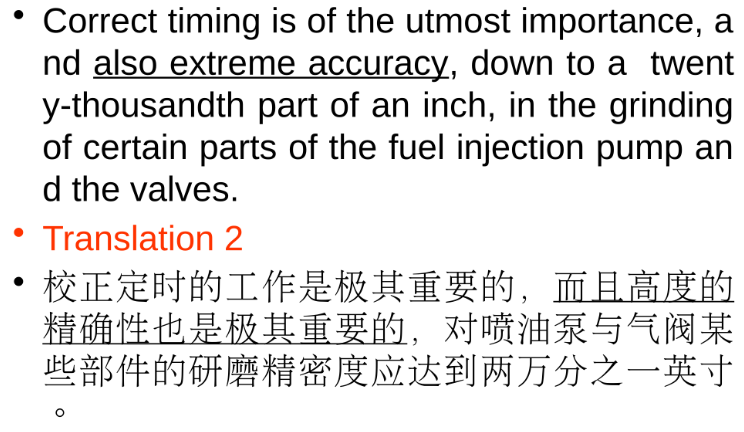 • Correct timing is of the utmost importance, a
nd also extreme accuracy, down to a  twent
y-thousandth part of an inch, in the grinding
of certain parts of the fuel injection pump an
d the valves.
• Translation 2
• 校正定时的工作是极其重要的，而且高度的
精确性也是极其重要的，对喷油泵与气阀某
些部件的研磨精密度应达到两万分之一英寸
。